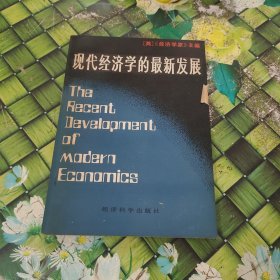 [英]《经济学家》主编
现代经济学的最新发展
The
Recent
Development
of
modern
Economics
经济科学出版社